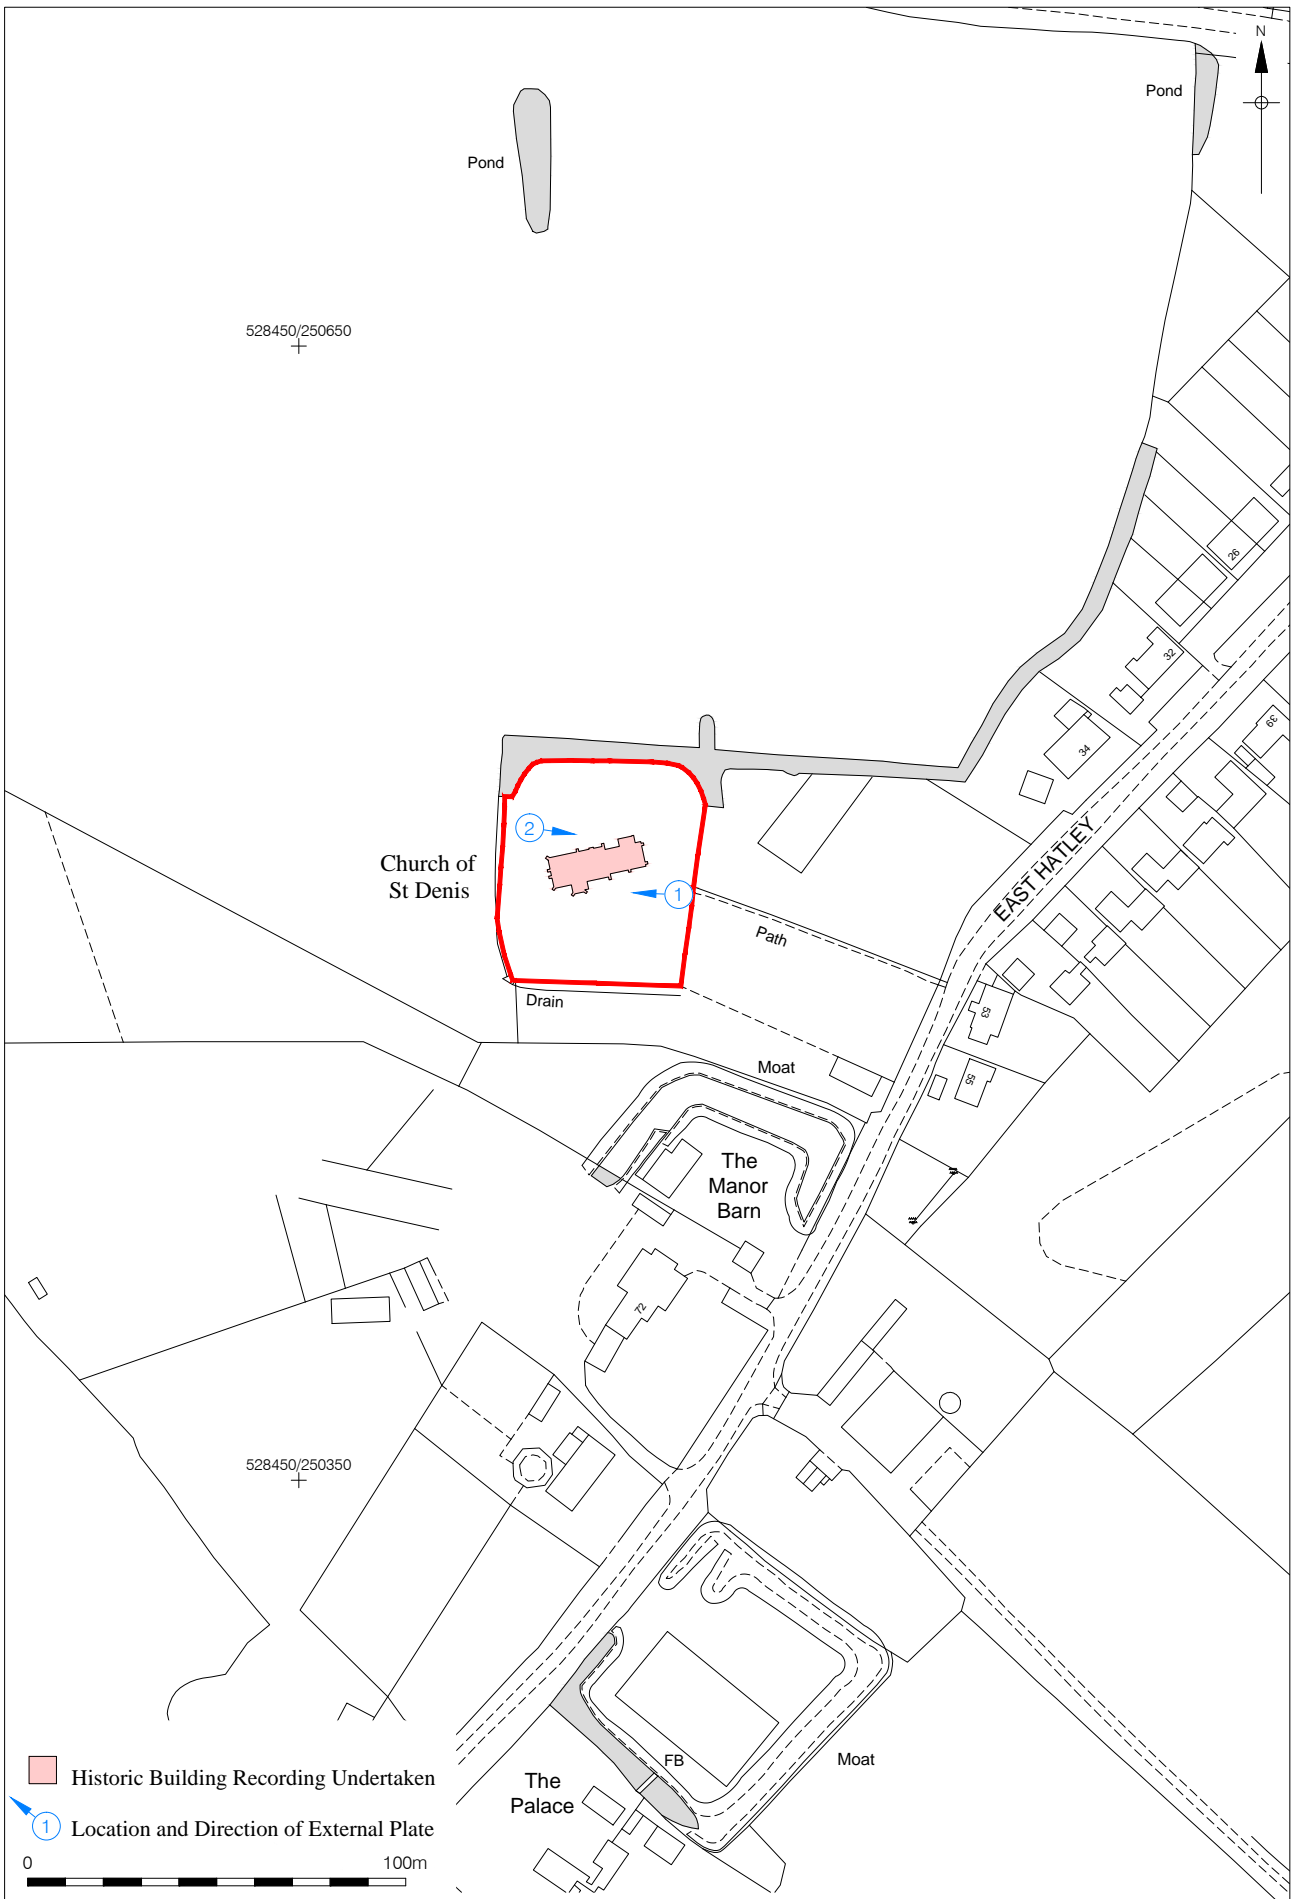 N
Pond
Pond
528450/250650
26
32
39
34
EAST HATLEY
2
Church of
St Denis
1
Path
Drain
53
Moat
55
The
Manor
Barn
72
528450/250350
FB
Moat
The
Palace
Historic Building Recording Undertaken
1
Location and Direction of External Plate
0
100m